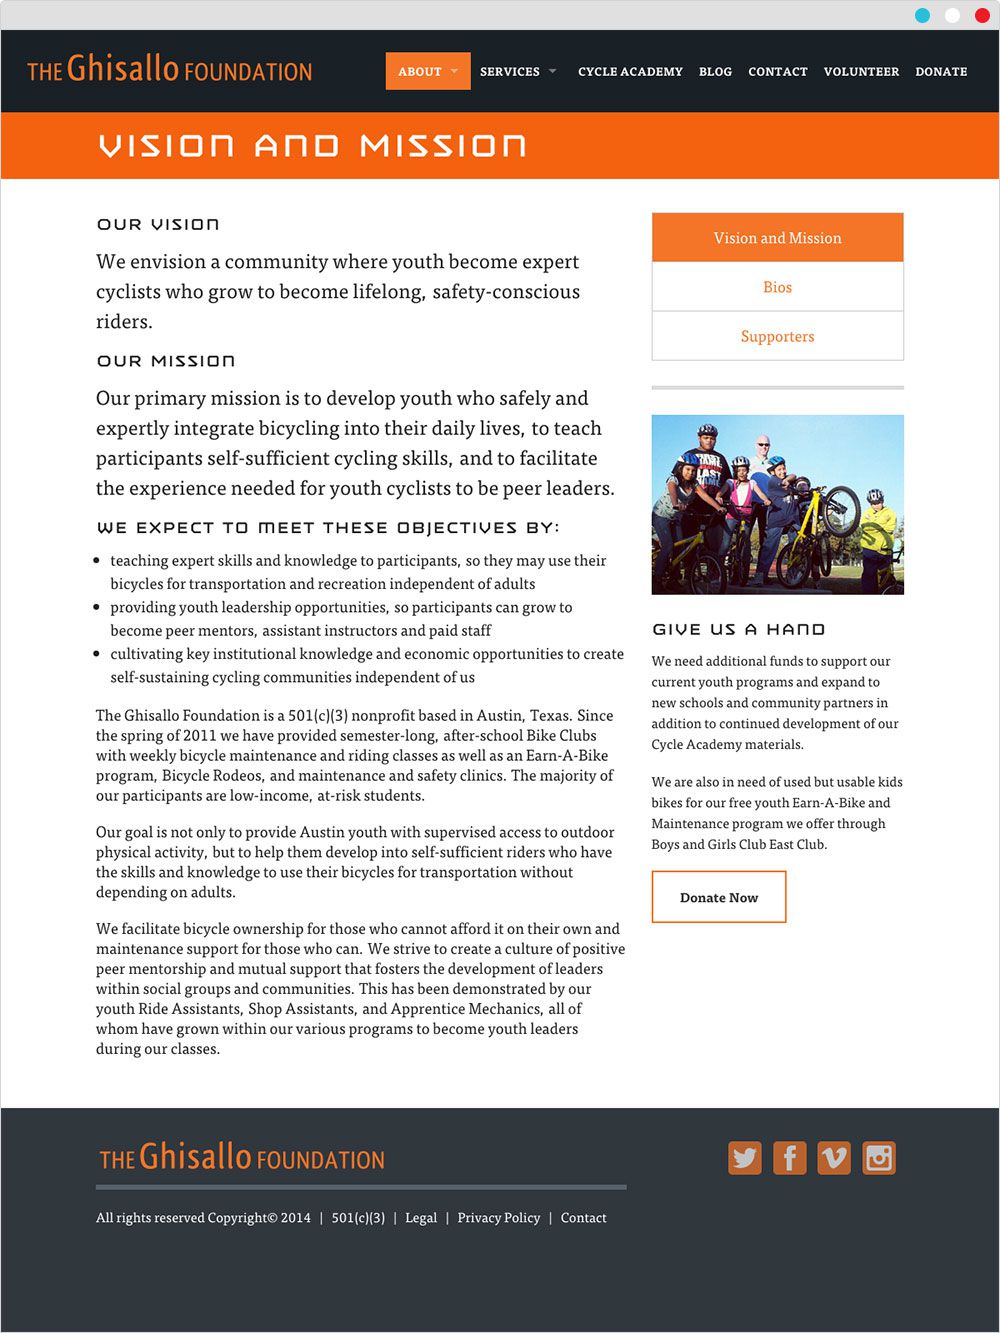 THE Ghisallo FOUNDATION
ABOUT SERVICES CYCLE ACADEMY BLOG CONTACT VOLUNTEER DONATE
VISION AND MISSION
OUR VISION
We envision a community where youth become expert
cyclists who grow to become lifelong, safety-conscious
riders.
OUR MISSION
Our primary mission is to develop youth who safely and
expertly integrate bicycling into their daily lives, to teach
participants self-sufficient cycling skills, and to facilitate
the experience needed for youth cyclists to be peer leaders.
WE EXPECT TO MEET THESE OBJECTIVES BY:
• teaching expert skills and knowledge to participants, so they may use their
bicycles for transportation and recreation independent of adults
• providing youth leadership opportunities, so participants can grow to
become peer mentors, assistant instructors and paid staff
• cultivating key institutional knowledge and economic opportunities to create
self-sustaining cycling communities independent of us
The Ghisallo Foundation is a 501(c)(3) nonprofit based in Austin, Texas. Since
the spring of 2011 we have provided semester-long, after-school Bike Clubs
with weekly bicycle maintenance and riding classes as well as an Earn-A-Bike
program, Bicycle Rodeos, and maintenance and safety clinics. The majority of
our participants are low-income, at-risk students.
Our goal is not only to provide Austin youth with supervised access to outdoor
physical activity, but to help them develop into self-sufficient riders who have
the skills and knowledge to use their bicycles for transportation without
depending on adults.
We facilitate bicycle ownership for those who cannot afford it on their own and
maintenance support for those who can. We strive to create a culture of positive
peer mentorship and mutual support that fosters the development of leaders
within social groups and communities. This has been demonstrated by our
youth Ride Assistants, Shop Assistants, and Apprentice Mechanics, all of
whom have grown within our various programs to become youth leaders
during our classes.
Vision and Mission
Bios
Supporters
GIVE US A HAND
We need additional funds to support our
current youth programs and expand to
new schools and community partners in
addition to continued development of our
Cycle Academy materials.
We are also in need of used but usable kids
bikes for our free youth Earn-A-Bike and
Maintenance program we offer through
Boys and Girls Club East Club.
Donate Now
THE Ghisallo FOUNDATION
All rights reserved Copyright© 2014 | 501(c)(3) | Legal | Privacy Policy | Contact